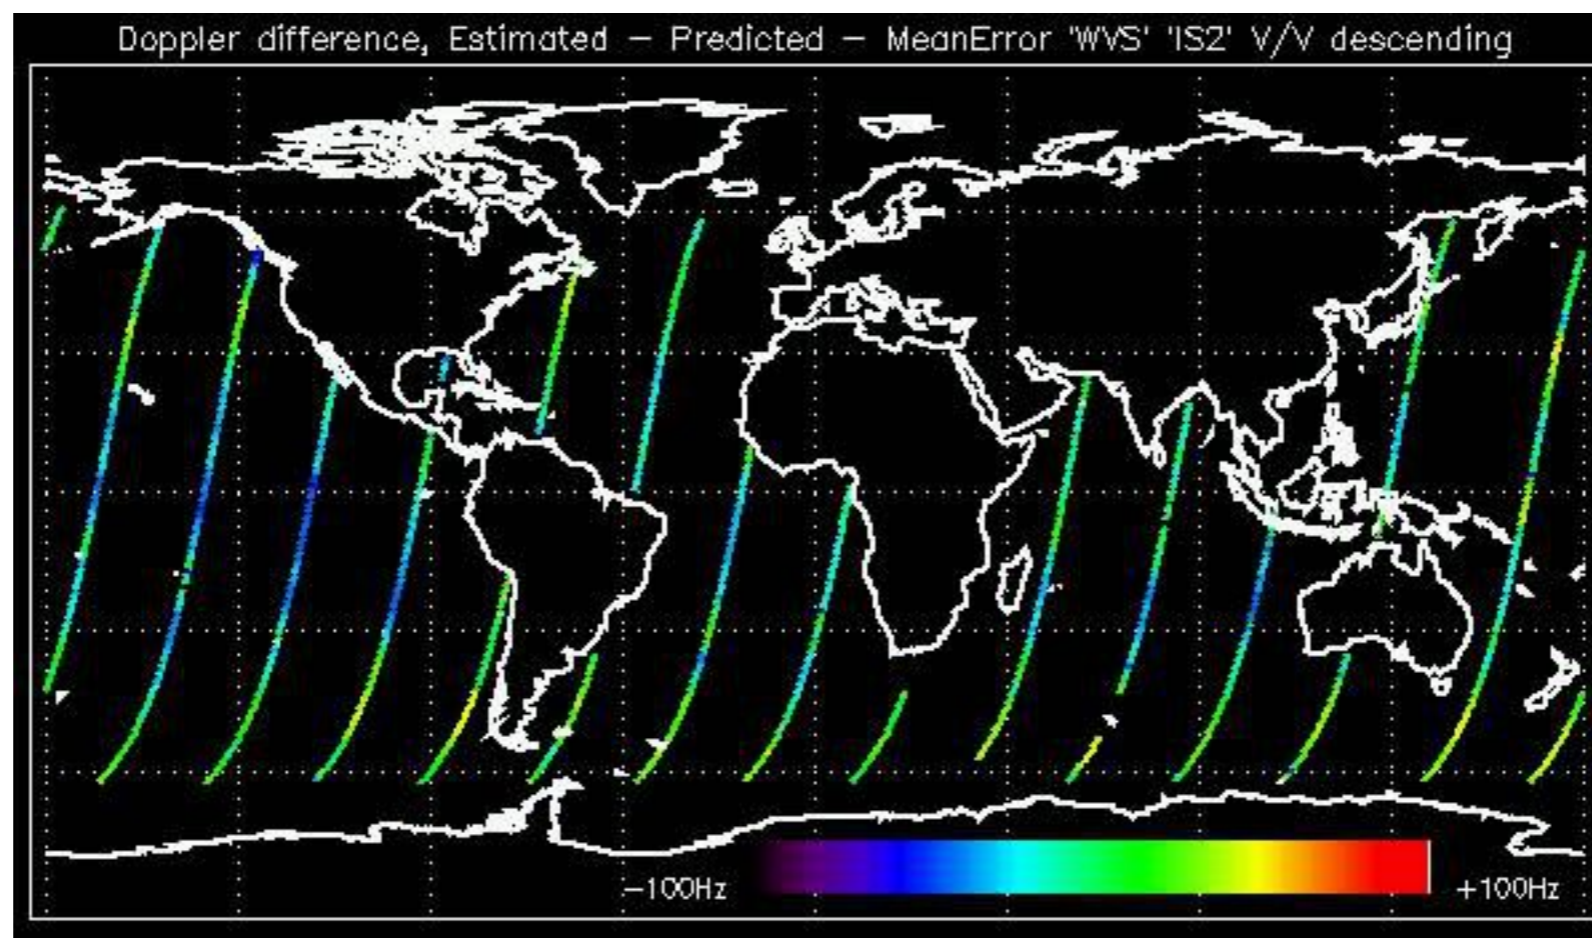 Doppler difference, Estimated – Predicted – MeanError 'WVS' 'IS2' V/V descending
-100Hz +100Hz